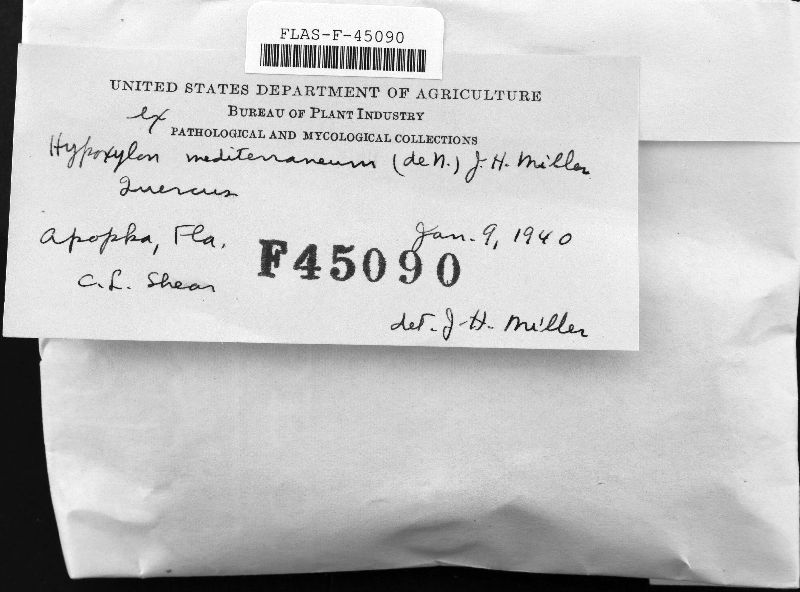 FLAS-F-45090
UNITED STATES DEPARTMENT OF AGRICULTURE
ex
BUREAU OF PLANT INDUSTRY
PATHOLOGICAL AND MYCOLOGICAL COLLECTIONS
Hypoxylon mediterraneum (deN.) J. H. Miller
Quercus
Apopka, Fla.
Jan. 9, 1940
F45090
C. L. Shear
det. J. H. Miller